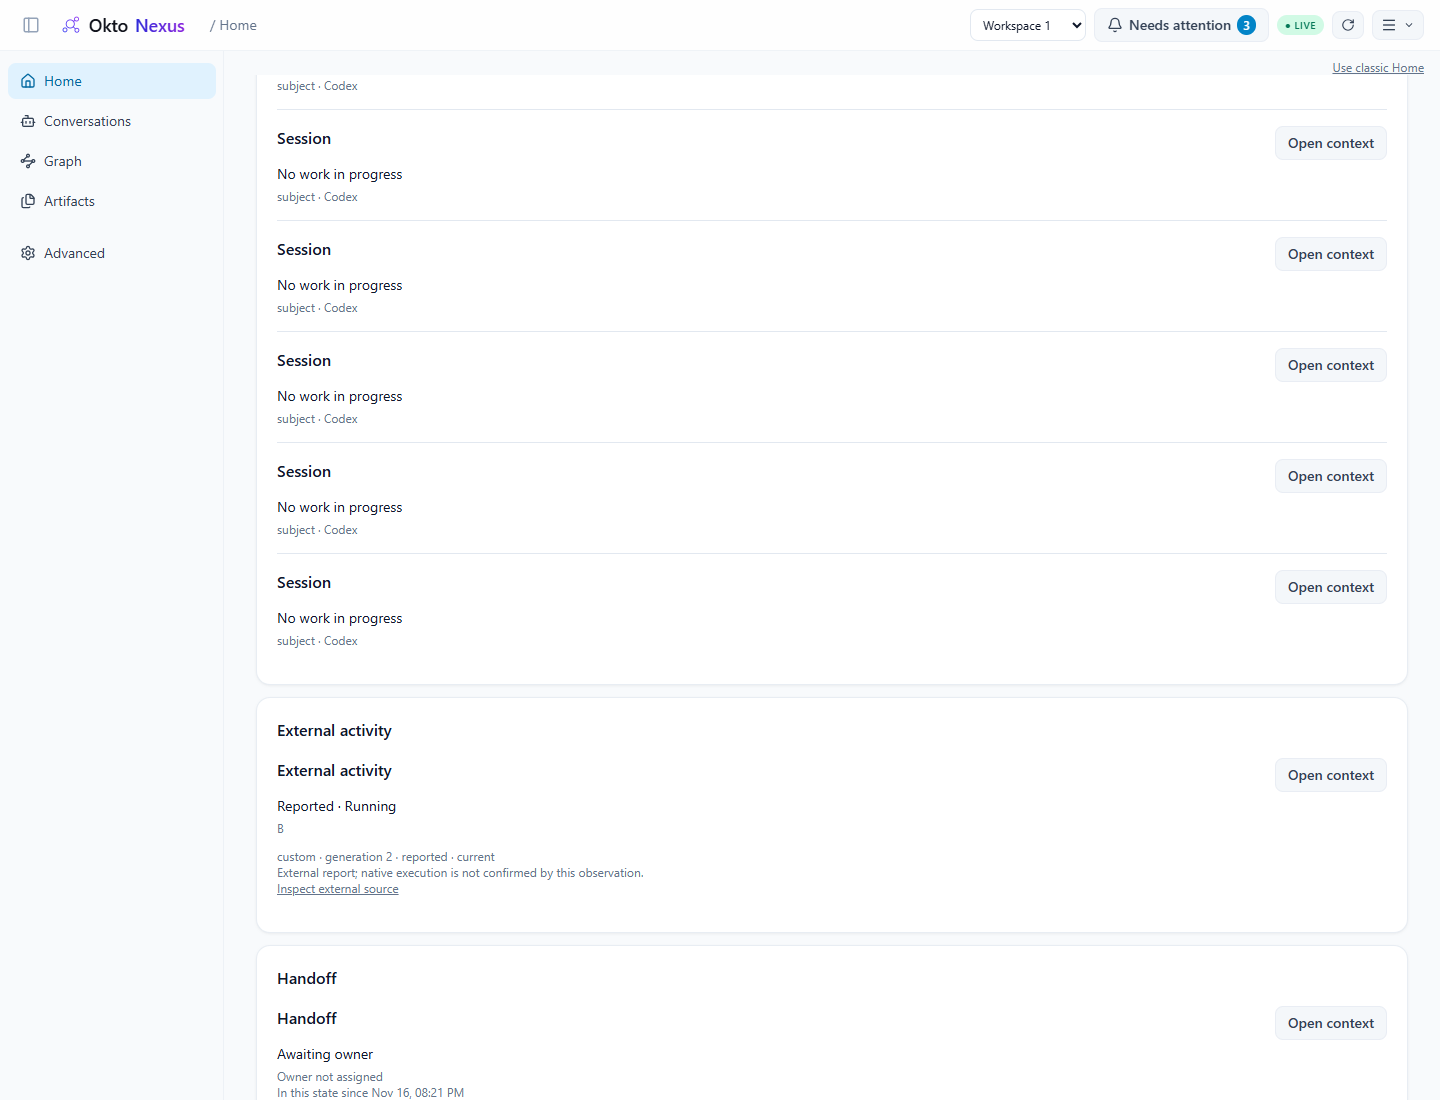 Okto Nexus
/ Home
Workspace 1
Needs attention 3
• LIVE
Use classic Home
Home
Conversations
Graph
Artifacts
Advanced
subject · Codex
Session
Open context
No work in progress
subject · Codex
Session
Open context
No work in progress
subject · Codex
Session
Open context
No work in progress
subject · Codex
Session
Open context
No work in progress
subject · Codex
Session
Open context
No work in progress
subject · Codex
External activity
External activity
Open context
Reported · Running
B
custom · generation 2 · reported · current
External report; native execution is not confirmed by this observation.
Inspect external source
Handoff
Handoff
Open context
Awaiting owner
Owner not assigned
In this state since Nov 16, 08:21 PM